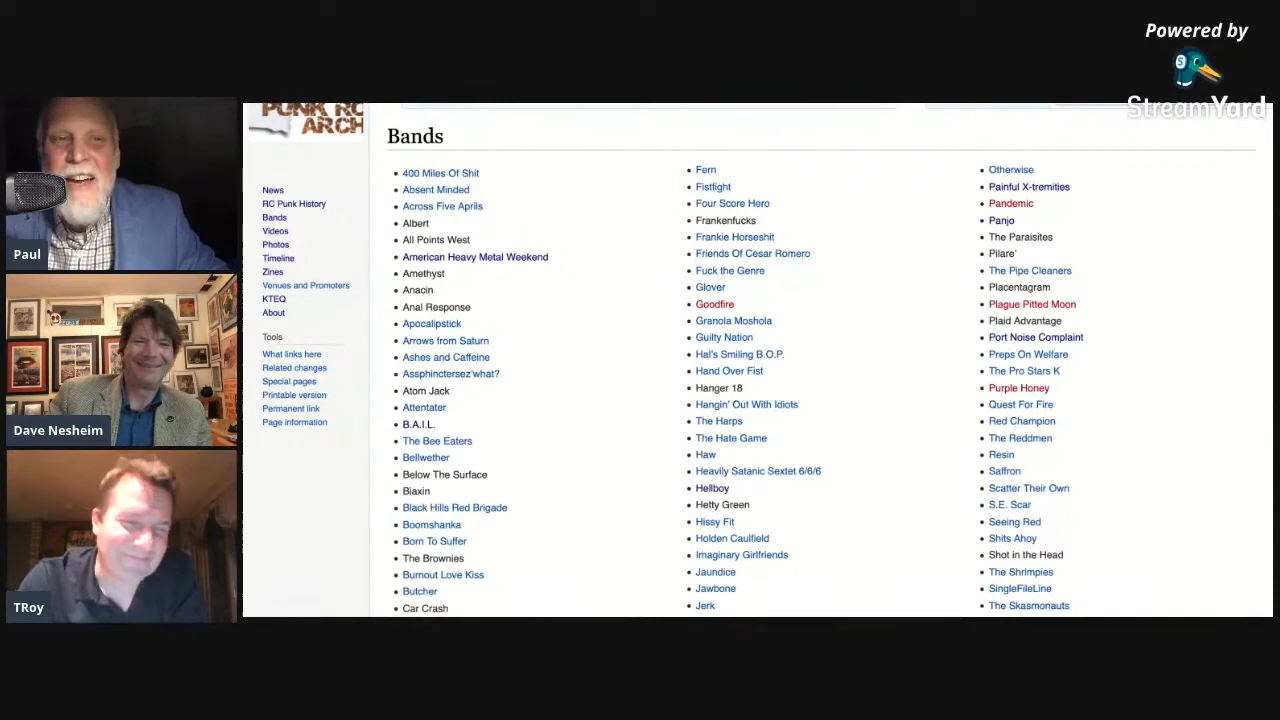 Powered by
StreamYard
Paul
Dave Nesheim
TRoy
PUNK RO
ARCH
News
RC Punk History
Bands
Videos
Photos
Timeline
Zines
Venues and Promoters
KTEQ
About
Tools
What links here
Related changes
Special pages
Printable version
Permanent link
Page information
Bands
400 Miles Of Shit
Absent Minded
Across Five Aprils
Albert
All Points West
American Heavy Metal Weekend
Amethyst
Anacin
Anal Response
Apocalipstick
Arrows from Saturn
Ashes and Caffeine
Assphinctersez'what?
Atom Jack
Attentater
B.A.I.L.
The Bee Eaters
Bellwether
Below The Surface
Biaxin
Black Hills Red Brigade
Boomshanka
Born To Suffer
The Brownies
Burnout Love Kiss
Butcher
Car Crash
Fern
Fistfight
Four Score Hero
Frankenfucks
Frankie Horseshit
Friends Of Cesar Romero
Fuck the Genre
Glover
Goodfire
Granola Moshola
Guilty Nation
Hal's Smiling B.O.P.
Hand Over Fist
Hanger 18
Hangin' Out With Idiots
The Harps
The Hate Game
Haw
Heavily Satanic Sextet 6/6/6
Hellboy
Hetty Green
Hissy Fit
Holden Caulfield
Imaginary Girlfriends
Jaundice
Jawbone
Jerk
Otherwise
Painful X-tremities
Pandemic
Panjo
The Paraisites
Pilare'
The Pipe Cleaners
Placentagram
Plague Pitted Moon
Plaid Advantage
Port Noise Complaint
Preps On Welfare
The Pro Stars K
Purple Honey
Quest For Fire
Red Champion
The Reddmen
Resin
Saffron
Scatter Their Own
S.E. Scar
Seeing Red
Shits Ahoy
Shot in the Head
The Shrimpies
SingleFileLine
The Skasmonauts